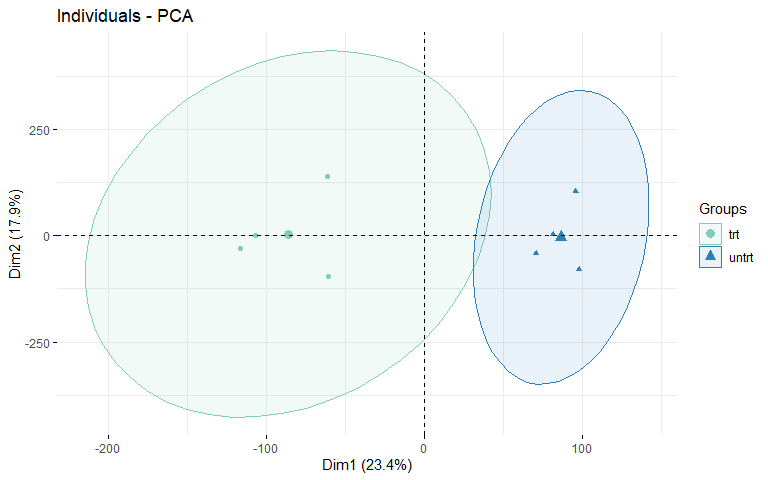 Individuals - PCA
250
0
-250
Dim2 (17.9%)
-200
-100
0
100
Dim1 (23.4%)
Groups
trt
untrt